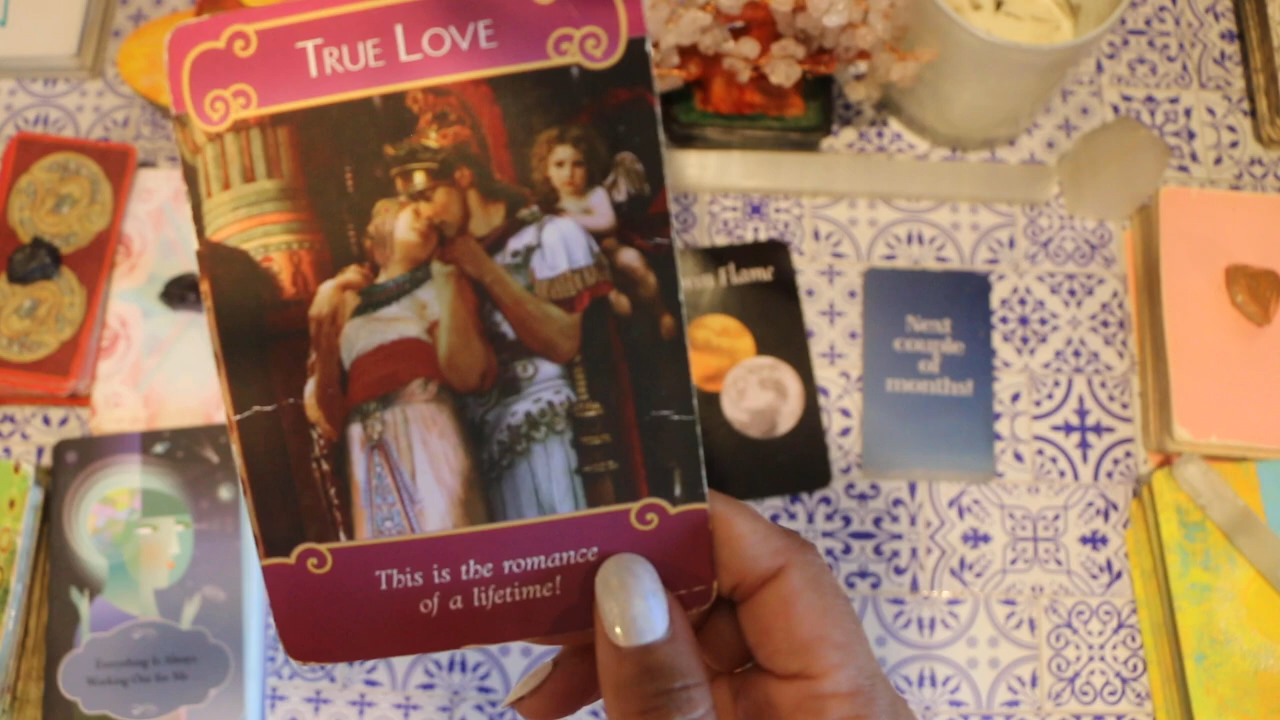 TRUE LOVE
This is the romance
of a lifetime!
Flame
Next
couple
of
months!
Everything Is Always
Working Out for Me